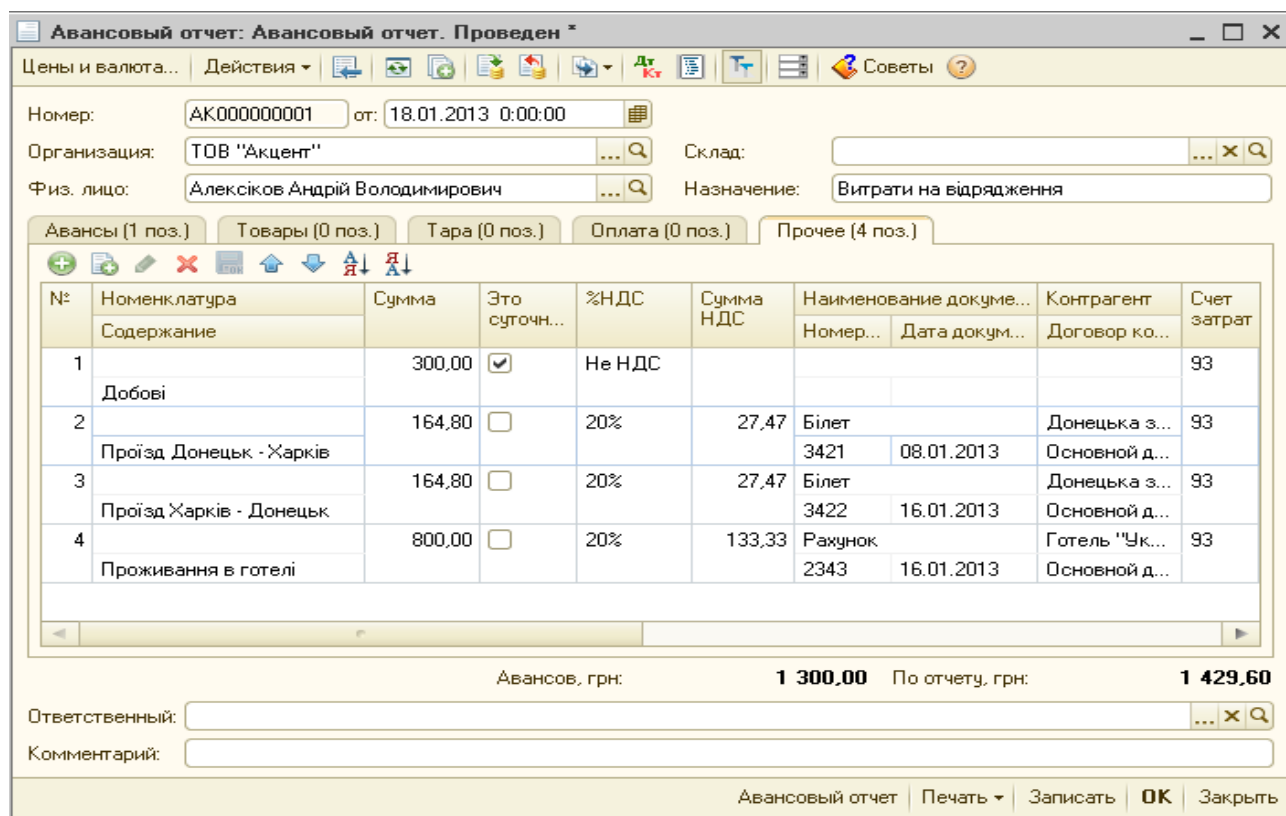 Авансовый отчет: Авансовый отчет. Проведен *
Цены и валюта... Действия Дт Кт Тт Советы ?
Номер: АК000000001 от: 18.01.2013 0:00:00
Организация: ТОВ "Акцент" ... Склад: ...
Физ. лицо: Алексіков Андрій Володимирович ... Назначение: Витрати на відрядження
Авансы (1 поз.) Товары (0 поз.) Тара (0 поз.) Оплата (0 поз.) Прочее (4 поз.)
А Я Я А
№ Номенклатура Сумма Это суточн... %НДС Сумма НДС Наименование докуме... Контрагент Счет затрат
Содержание Номер... Дата докум... Договор ко...
1 300,00 Не НДС 93
Добові
2 164,80 20% 27,47 Білет Донецька з... 93
Проїзд Донецьк - Харків 3421 08.01.2013 Основной д...
3 164,80 20% 27,47 Білет Донецька з... 93
Проїзд Харків - Донецьк 3422 16.01.2013 Основной д...
4 800,00 20% 133,33 Рахунок Готель "Ук... 93
Проживання в готелі 2343 16.01.2013 Основной д...
Авансов, грн: 1 300,00 По отчету, грн: 1 429,60
Ответственный: ...
Комментарий:
Авансовый отчет Печать Записать OK Закрыть